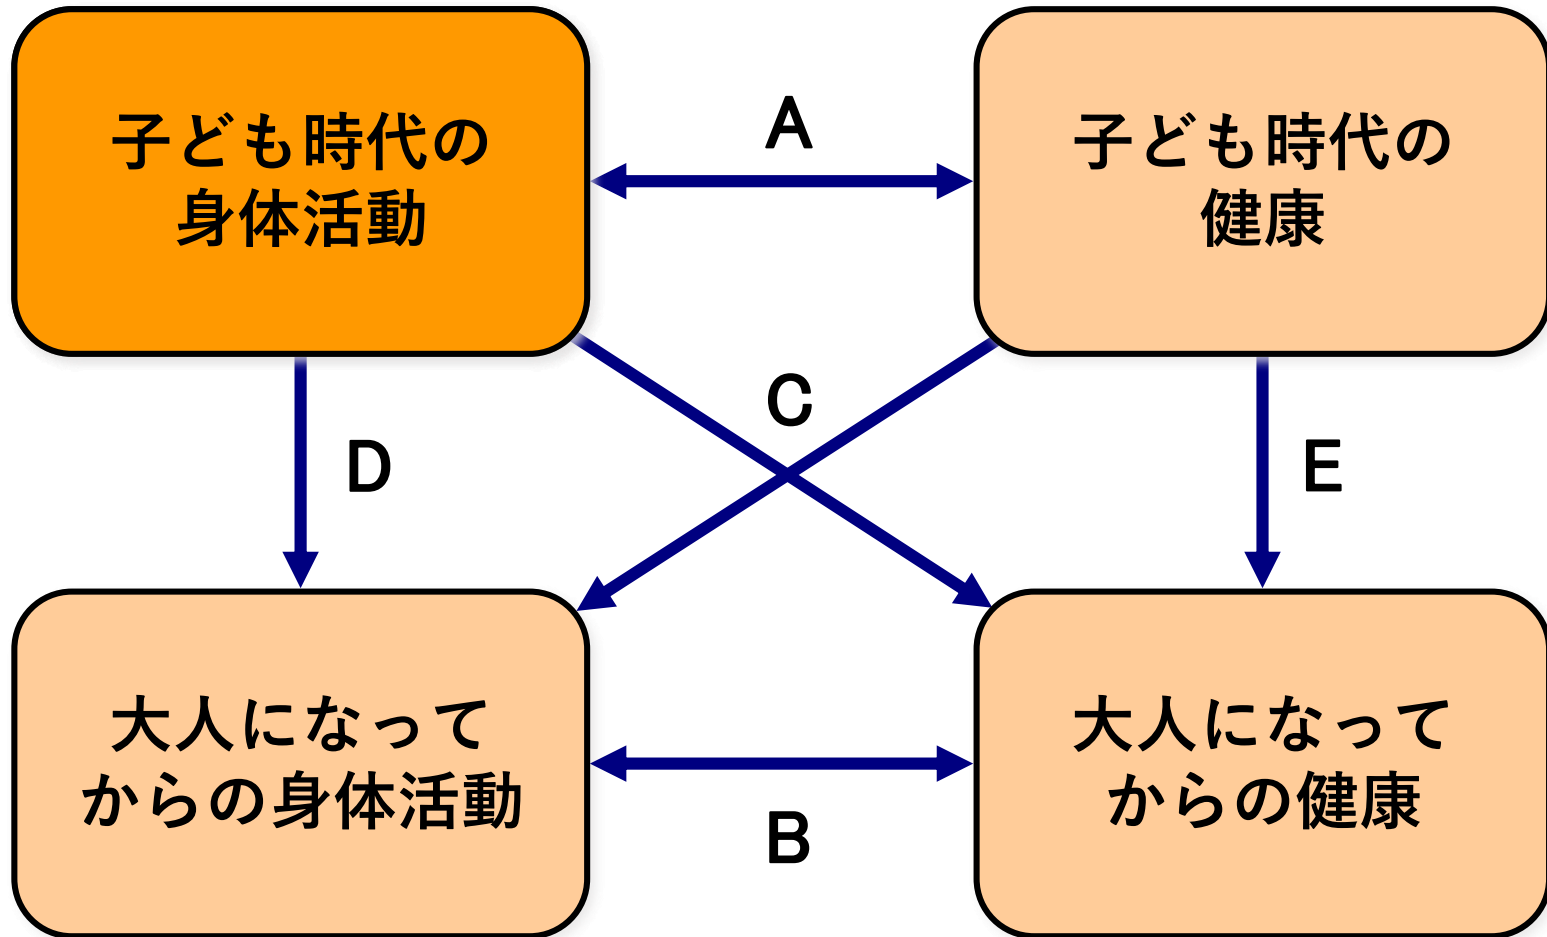 子ども時代の
身体活動
A
子ども時代の
健康
C
D
E
大人になって
からの身体活動
B
大人になって
からの健康